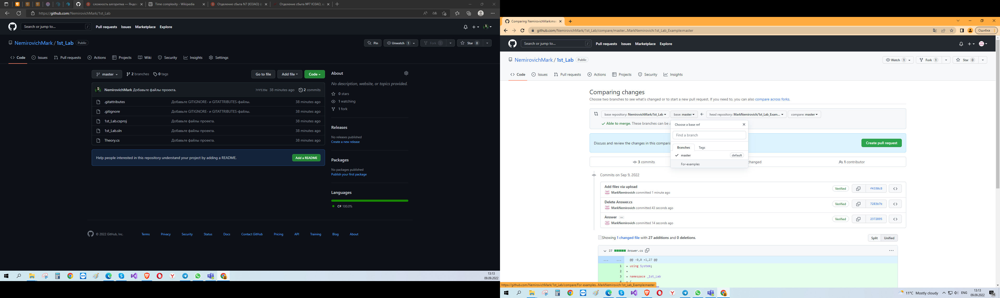 сложность алгоритма — Яндек
Time complexity - Wikipedia
Отделение сбыта N7 (ЮЗАО) ф
Отделение сбыта №7 ЮЗАО, а
https://github.com/NemirovichMark/1st_Lab
Search or jump to... /
Pull requests Issues Marketplace Explore
NemirovichMark / 1st_Lab Public
Pin Unwatch 1 Fork 1 Star 0
Code Issues Pull requests Actions Projects Wiki Security Insights Settings
master 2 branches 0 tags Go to file Add file Code
NemirovichMark Добавьте файлы проекта. 7ff539e 38 minutes ago 2 commits
.gitattributes Добавьте GITIGNORE- и GITATTRIBUTES-файлы. 38 minutes ago
.gitignore Добавьте GITIGNORE- и GITATTRIBUTES-файлы. 38 minutes ago
1st_Lab.csproj Добавьте файлы проекта. 38 minutes ago
1st_Lab.sln Добавьте файлы проекта. 38 minutes ago
Theory.cs Добавьте файлы проекта. 38 minutes ago
Help people interested in this repository understand your project by adding a README. Add a README
About
No description, website, or topics provided.
0 stars
1 watching
1 fork
Releases
No releases published
Create a new release
Packages
No packages published
Publish your first package
Languages
C# 100.0%
© 2022 GitHub, Inc. Terms Privacy Security Status Docs Contact GitHub Pricing API Training Blog About
13:13
09.09.2022
Comparing NemirovichMark:mas
github.com/NemirovichMark/1st_Lab/compare/master...MarkNemirovich:1st_Lab_Example:master
Ошибка
Search or jump to... /
Pull requests Issues Marketplace Explore
NemirovichMark / 1st_Lab Public
Watch 1 Fork 1 Star 0
Code Issues Pull requests Actions Projects Security Insights
Comparing changes
Choose two branches to see what's changed or to start a new pull request. If you need to, you can also compare across forks.
base repository: NemirovichMark/1st_Lab base: master head repository: MarkNemirovich/1st_Lab_Exam... compare: master
Able to merge. These branches can be a
Choose a base ref
Find a branch
Branches Tags
master default
For-examples
Discuss and review the changes in this comparis
Create pull request
3 commits changed 1 contributor
Commits on Sep 9, 2022
Add files via upload
MarkNemirovich committed 1 minute ago
Verified f4330c8
Delete Answer.cs
MarkNemirovich committed 43 seconds ago
Verified 7283b7b
Answer ...
MarkNemirovich committed 14 seconds ago
Verified 2372895
Showing 1 changed file with 27 additions and 0 deletions.
Split Unified
27 Answer.cs
... ... @@ -0,0 +1,27 @@
1 + using System;
2 +
3 + namespace _1st_Lab
4 + {
https://github.com/NemirovichMark/1st_Lab/compare/For-examples...MarkNemirovich:1st_Lab_Example:master
11°C Mostly cloudy ENG
13:13
09.09.2022
14